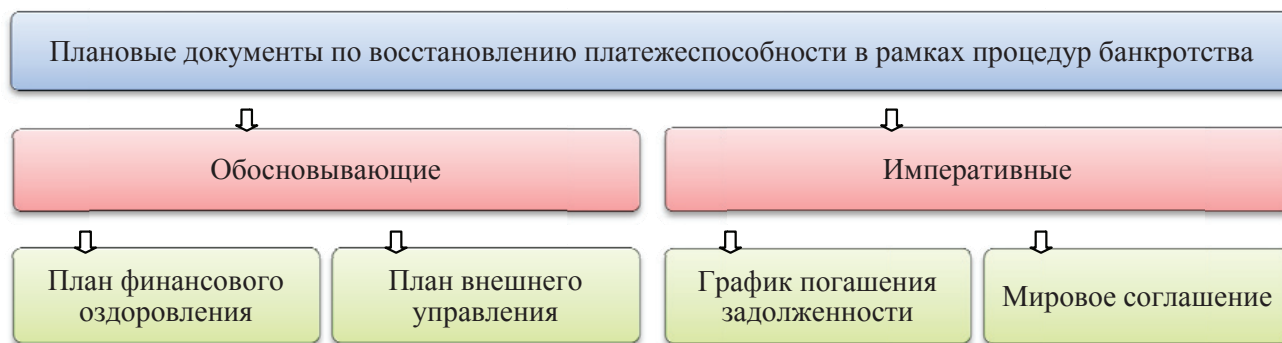 Плановые документы по восстановлению платежеспособности в рамках процедур банкротства
Обосновывающие
Императивные
План финансового
оздоровления
План внешнего
управления
График погашения
задолженности
Мировое соглашение